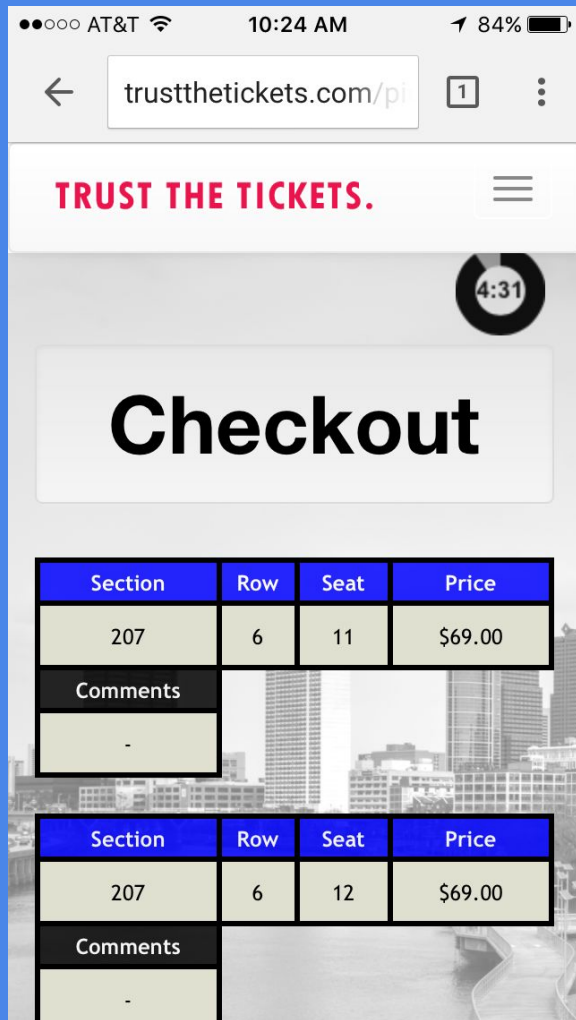 AT&T 10:24 AM 84%
trustthetickets.com/pi 1
TRUST THE TICKETS.
4:31
Checkout
Section Row Seat Price
207 6 11 $69.00
Comments
-
Section Row Seat Price
207 6 12 $69.00
Comments
-